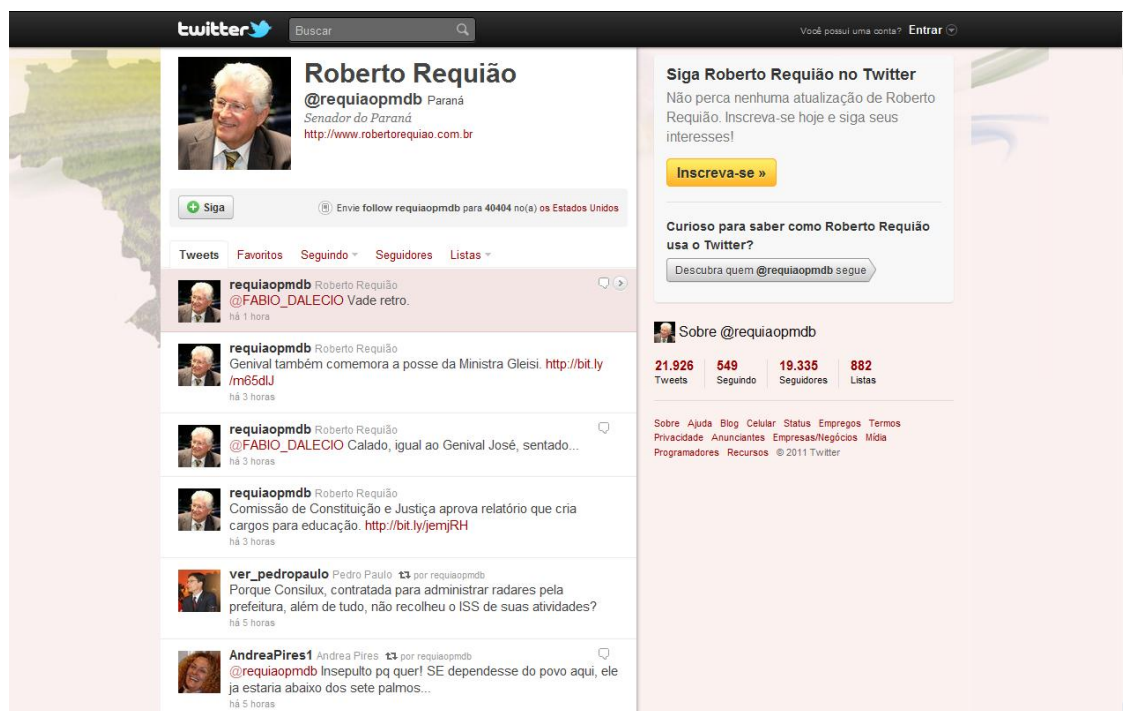 twitter
Buscar
Você possui uma conta? Entrar
Roberto Requião
@requiaopmdb Paraná
Senador do Paraná
http://www.robertorequiao.com.br
Siga
Envie follow requiaopmdb para 40404 no(a) os Estados Unidos
Tweets Favoritos Seguindo Seguidores Listas
requiaopmdb Roberto Requião
@FABIO_DALECIO Vade retro.
há 1 hora
requiaopmdb Roberto Requião
Genival também comemora a posse da Ministra Gleisi. http://bit.ly
/m65dlJ
há 3 horas
requiaopmdb Roberto Requião
@FABIO_DALECIO Calado, igual ao Genival José, sentado...
há 3 horas
requiaopmdb Roberto Requião
Comissão de Constituição e Justiça aprova relatório que cria
cargos para educação. http://bit.ly/jemjRH
há 3 horas
ver_pedropaulo Pedro Paulo por requiaopmdb
Porque Consilux, contratada para administrar radares pela
prefeitura, além de tudo, não recolheu o ISS de suas atividades?
há 5 horas
AndreaPires1 Andrea Pires por requiaopmdb
@requiaopmdb Insepulto pq quer! SE dependesse do povo aqui, ele
ja estaria abaixo dos sete palmos...
há 5 horas
Siga Roberto Requião no Twitter
Não perca nenhuma atualização de Roberto
Requião. Inscreva-se hoje e siga seus
interesses!
Inscreva-se »
Curioso para saber como Roberto Requião
usa o Twitter?
Descubra quem @requiaopmdb segue
Sobre @requiaopmdb
21.926 549 19.335 882
Tweets Seguindo Seguidores Listas
Sobre Ajuda Blog Celular Status Empregos Termos
Privacidade Anunciantes Empresas/Negócios Mídia
Programadores Recursos © 2011 Twitter